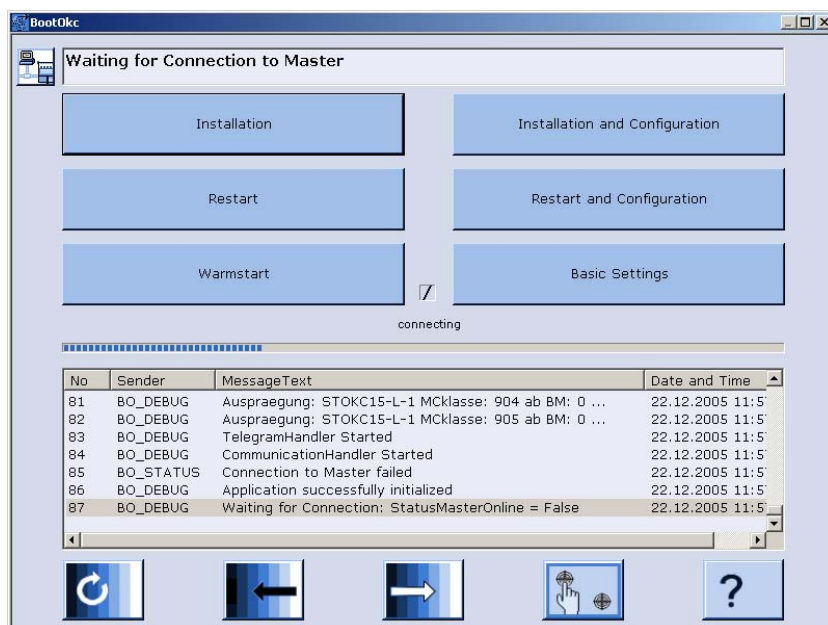 BootOkc
Waiting for Connection to Master
Installation
Installation and Configuration
Restart
Restart and Configuration
Warmstart
Basic Settings
connecting
No Sender MessageText Date and Time
81 BO_DEBUG Auspraegung: STOKC15-L-1 MCklasse: 904 ab BM: 0 ... 22.12.2005 11:5
82 BO_DEBUG Auspraegung: STOKC15-L-1 MCklasse: 905 ab BM: 0 ... 22.12.2005 11:5
83 BO_DEBUG TelegramHandler Started 22.12.2005 11:5
84 BO_DEBUG CommunicationHandler Started 22.12.2005 11:5
85 BO_STATUS Connection to Master failed 22.12.2005 11:5
86 BO_DEBUG Application successfully initialized 22.12.2005 11:5
87 BO_DEBUG Waiting for Connection: StatusMasterOnline = False 22.12.2005 11:5
?